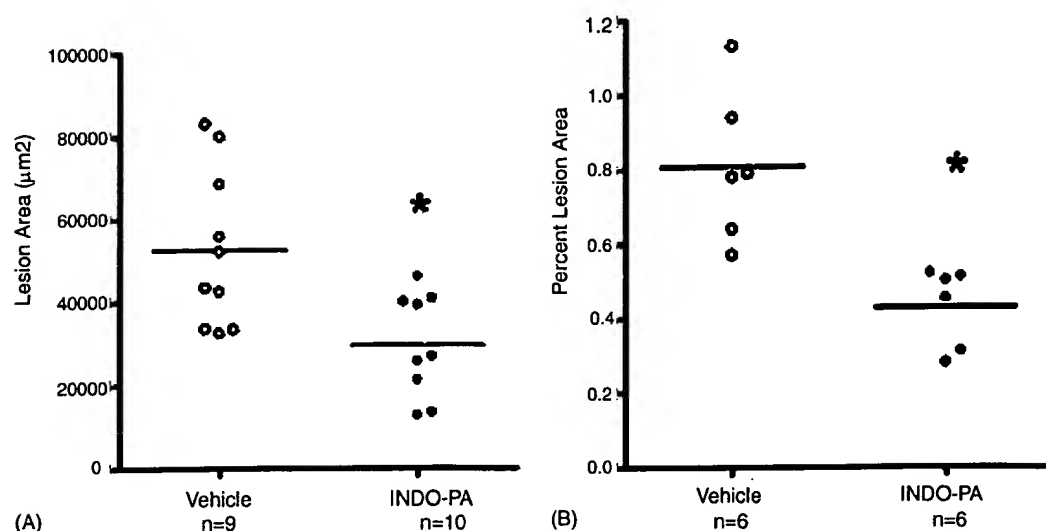 100000
80000
60000
40000
20000
0
Lesion Area (μm2)
*
Vehicle
n=9
INDO-PA
n=10
(A)
1.2
1.0
0.8
0.6
0.4
0.2
0.0
Percent Lesion Area
*
Vehicle
n=6
INDO-PA
n=6
(B)